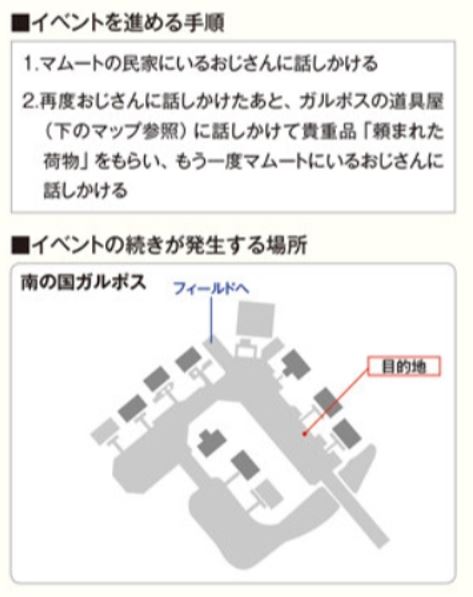 ■イベントを進める手順
1.マムートの民家にいるおじさんに話しかける
2.再度おじさんに話しかけたあと、ガルポスの道具屋
（下のマップ参照）に話しかけて貴重品「頼まれた
荷物」をもらい、もう一度マムートにいるおじさんに
話しかける
■イベントの続きが発生する場所
南の国ガルポス
フィールドへ
目的地